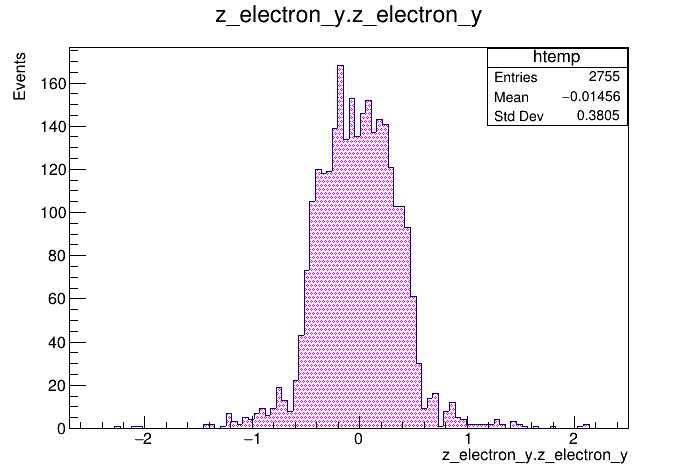 z_electron_y.z_electron_y
Events
htemp
Entries 2755
Mean −0.01456
Std Dev 0.3805
160
140
120
100
80
60
40
20
0
−2 −1 0 1 2
z_electron_y.z_electron_y